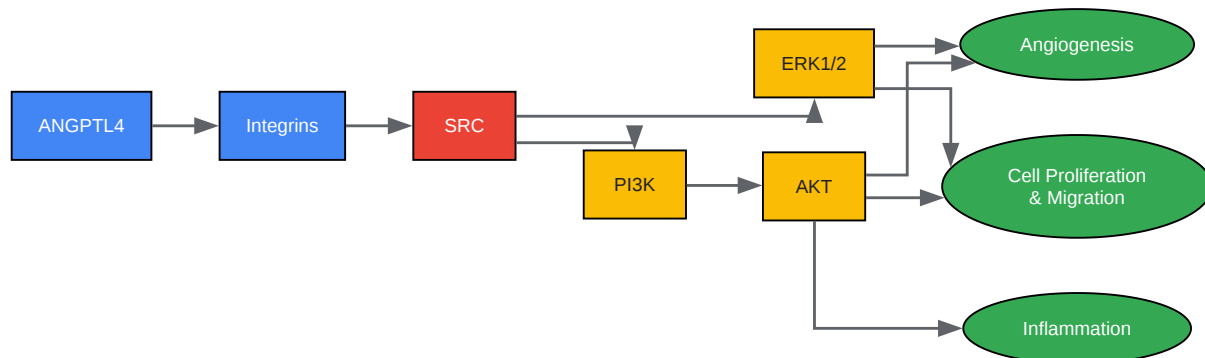 ANGPTL4
Integrins
SRC
ERK1/2
PI3K
AKT
Angiogenesis
Cell Proliferation
& Migration
Inflammation